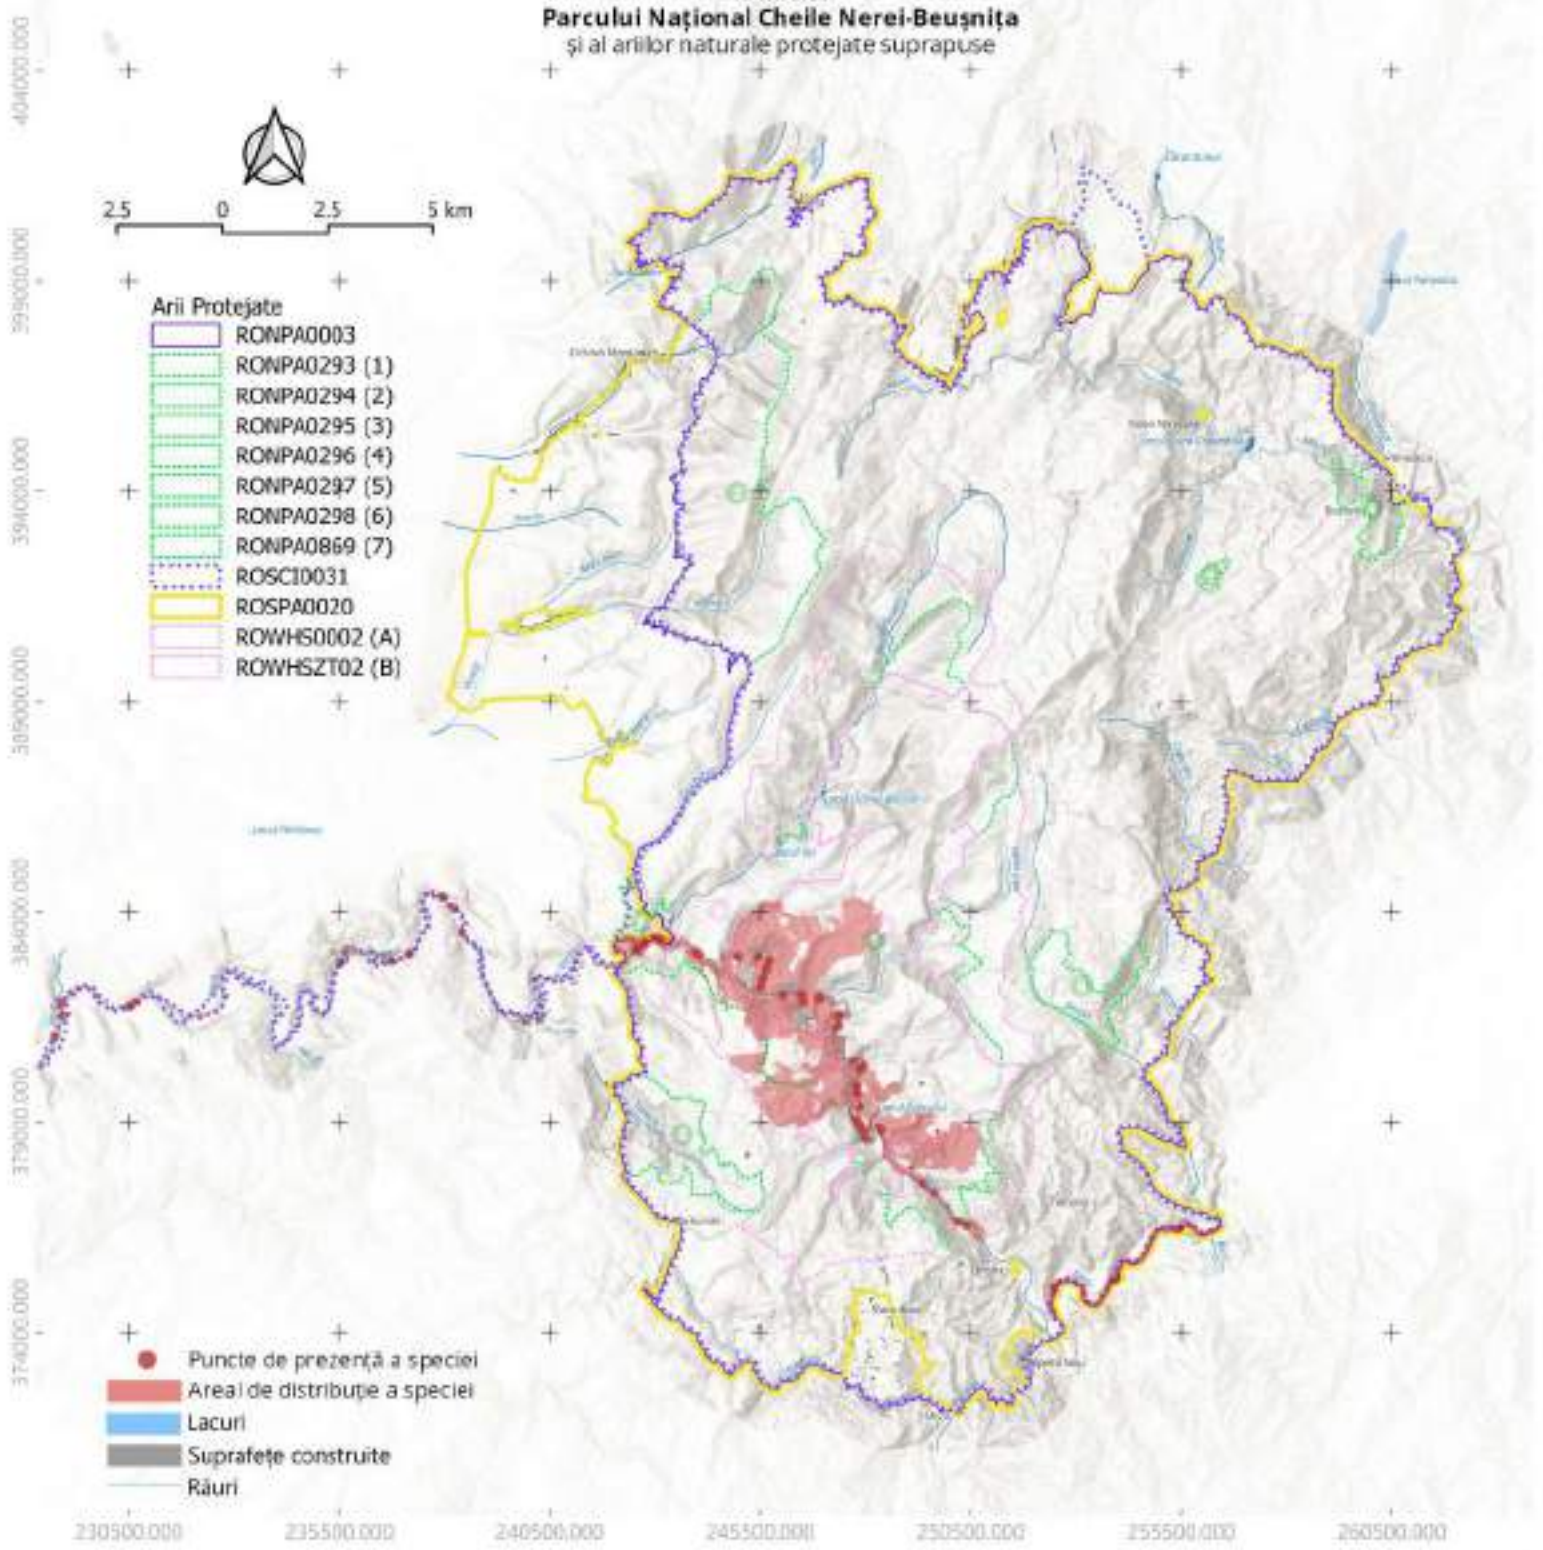 Parcului Național Cheile Nerei-Beușnița
și al ariilor naturale protejate suprapuse
404000.000
399000.000
394000.000
389000.000
384000.000
379000.000
374000.000
2.5 0 2.5 5 km
Arii Protejate
RONPA0003
RONPA0293 (1)
RONPA0294 (2)
RONPA0295 (3)
RONPA0296 (4)
RONPA0297 (5)
RONPA0298 (6)
RONPA0869 (7)
ROSCI0031
ROSPA0020
ROWHS0002 (A)
ROWHSZT02 (B)
Puncte de prezență a speciei
Areal de distribuție a speciei
Lacuri
Suprafețe construite
Râuri
230500.000 235500.000 240500.000 245500.000 250500.000 255500.000 260500.000